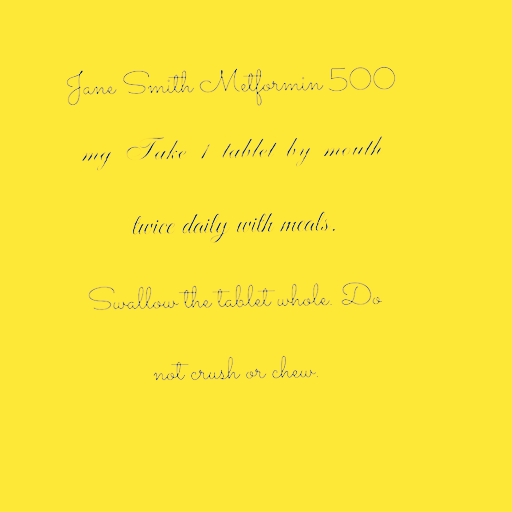 Jane Smith Metformin 500
mg Take 1 tablet by mouth
twice daily with meals.
Swallow the tablet whole. Do
not crush or chew.